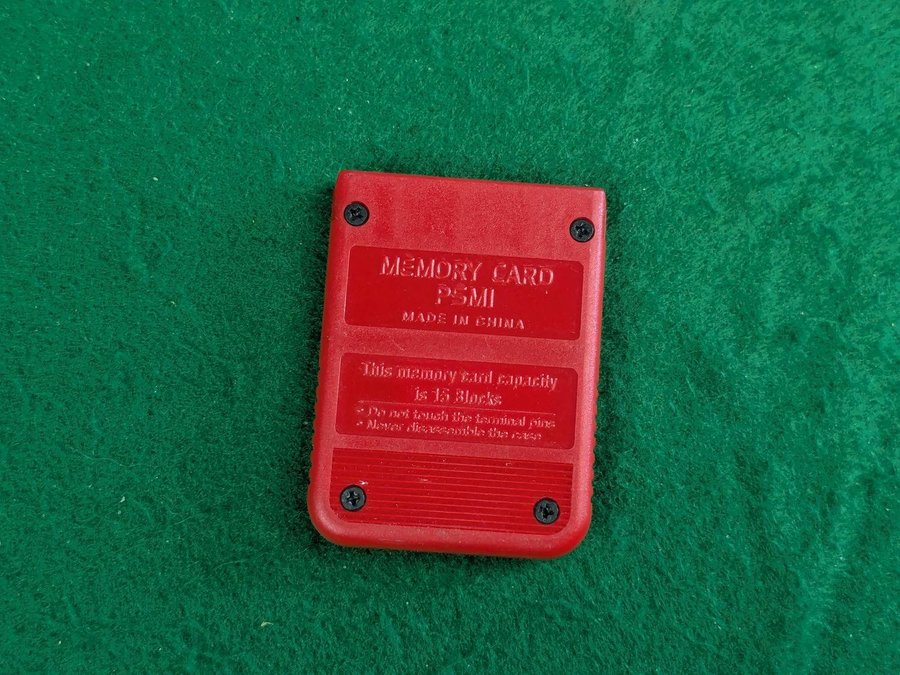 MEMORY CARD
PSM1
MADE IN CHINA
This memory card capacity
is 15 Blocks
* Do not touch the terminal pins
* Never disassemble the case